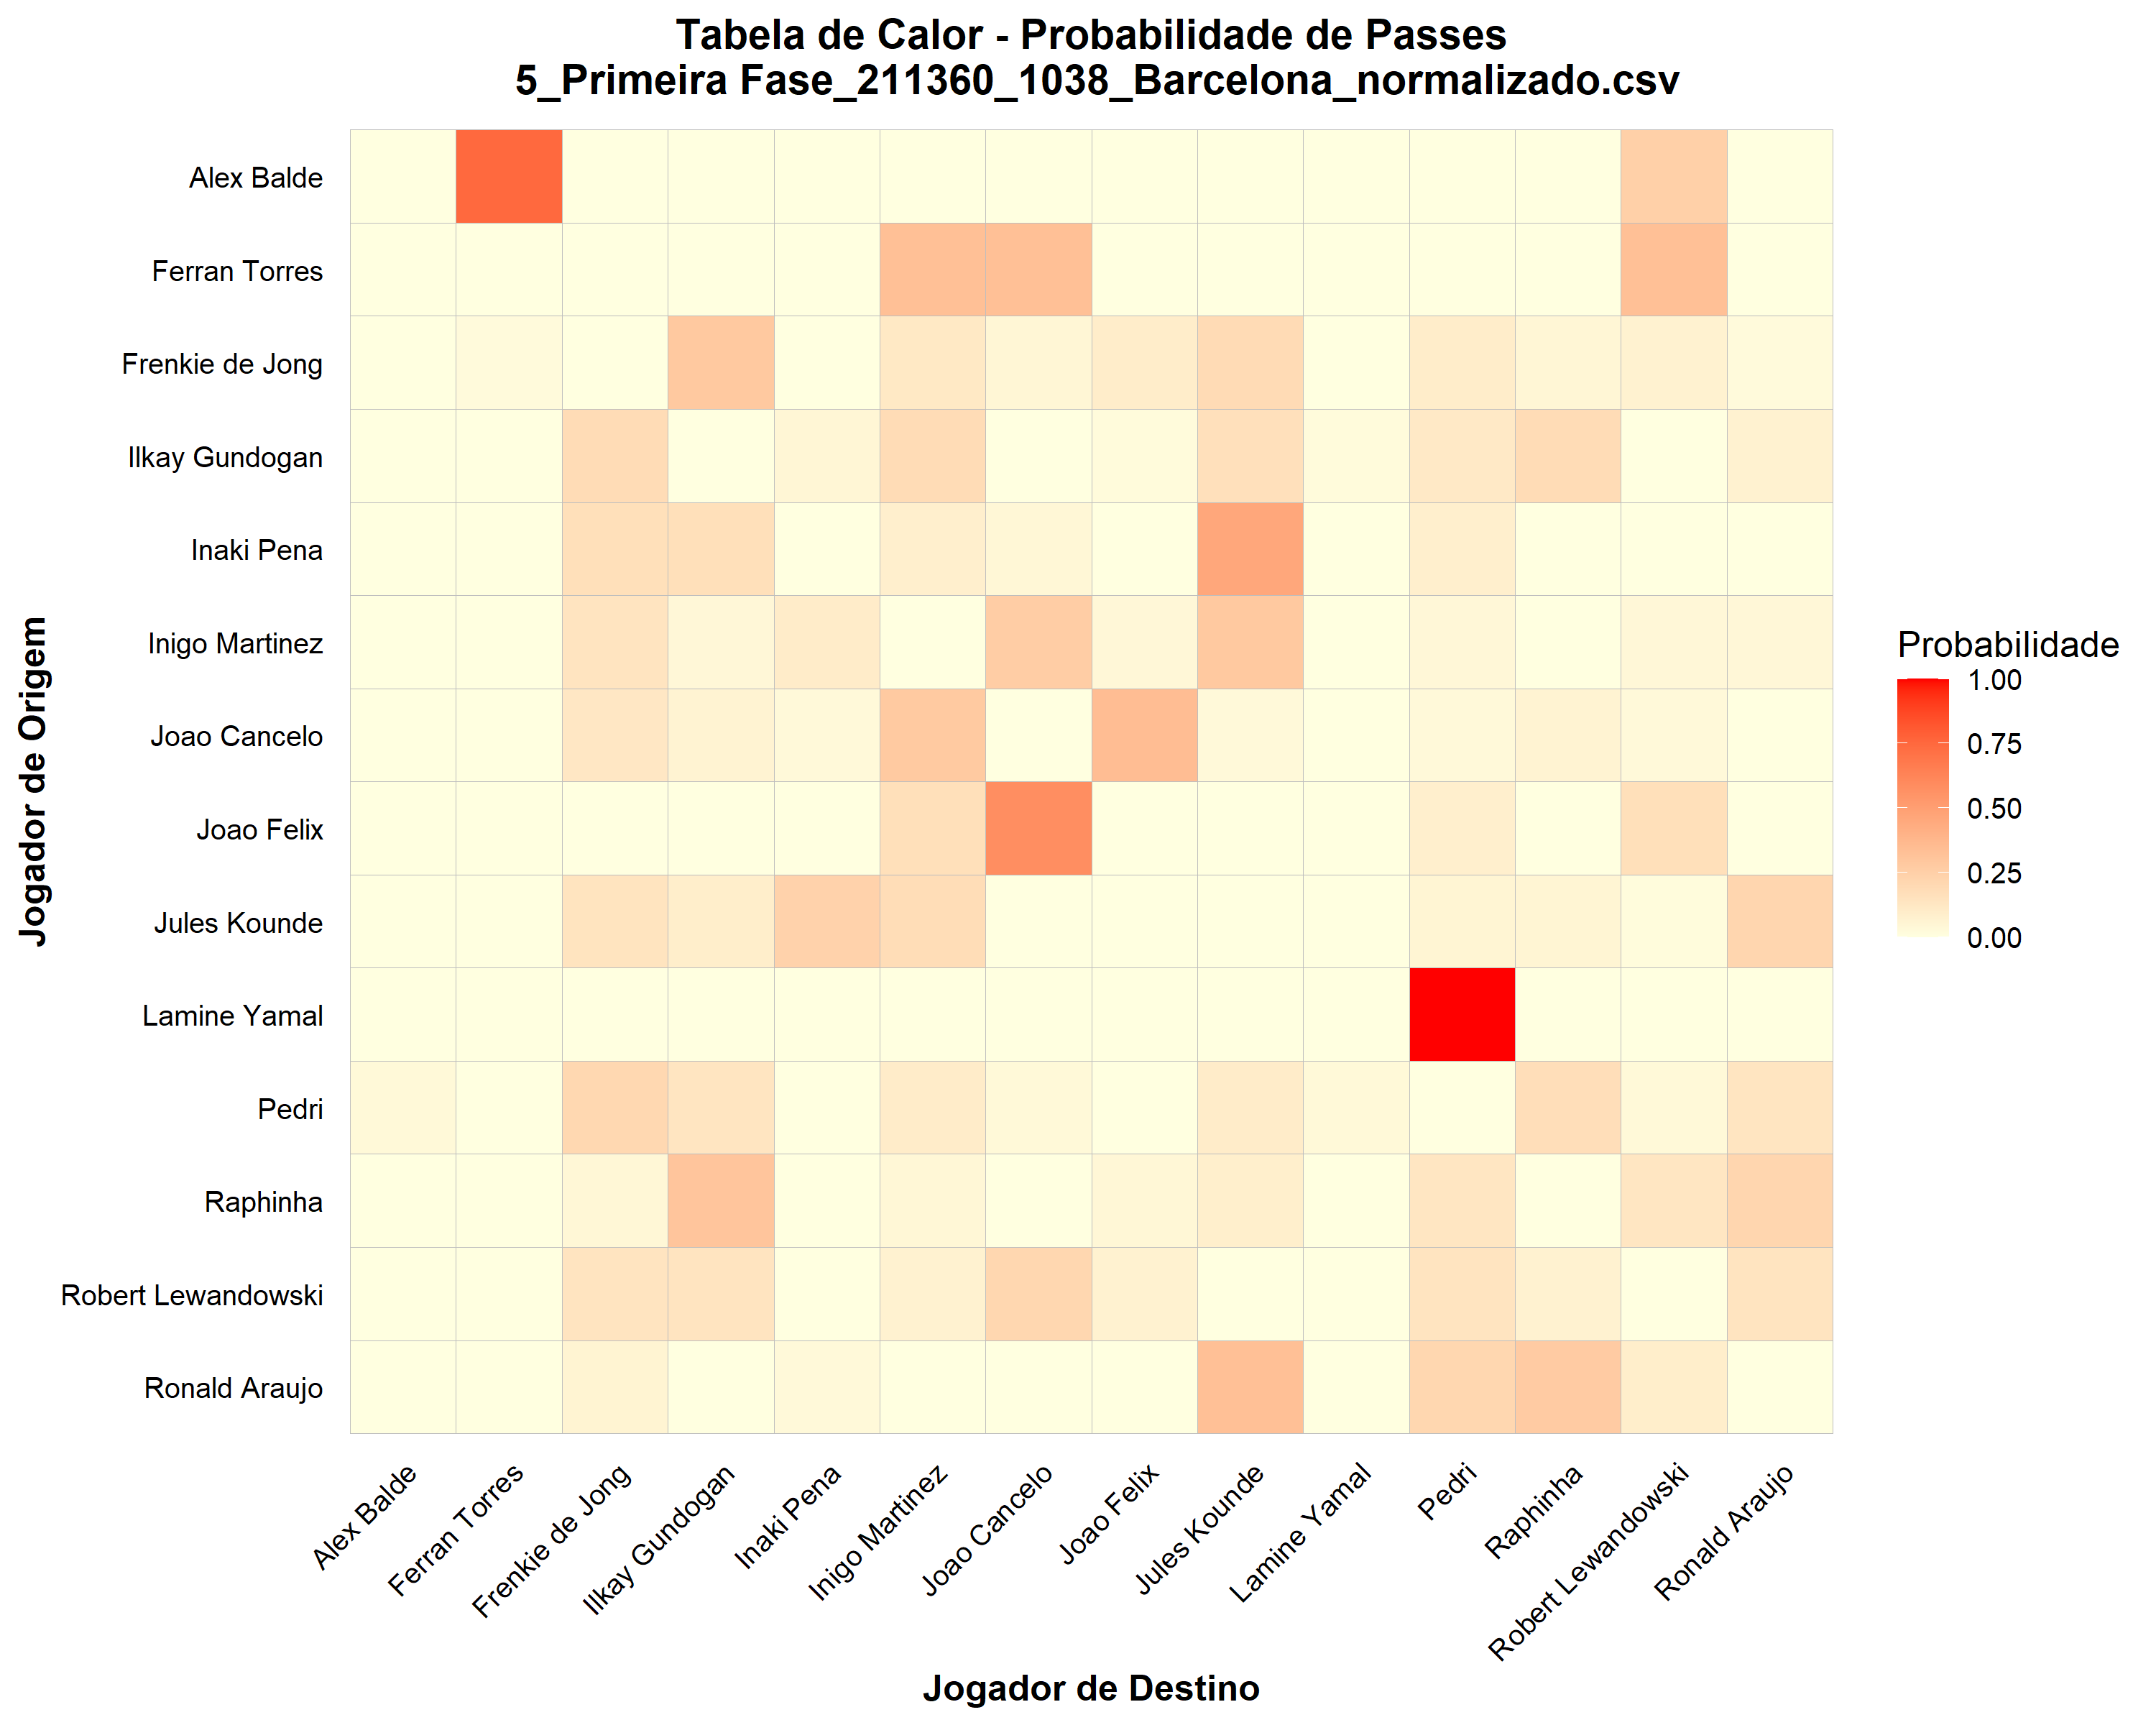 Tabela de Calor - Probabilidade de Passes
5_Primeira Fase_211360_1038_Barcelona_normalizado.csv
Jogador de Origem
Alex Balde
Ferran Torres
Frenkie de Jong
Ilkay Gundogan
Inaki Pena
Inigo Martinez
Joao Cancelo
Joao Felix
Jules Kounde
Lamine Yamal
Pedri
Raphinha
Robert Lewandowski
Ronald Araujo
Alex Balde
Ferran Torres
Frenkie de Jong
Ilkay Gundogan
Inaki Pena
Inigo Martinez
Joao Cancelo
Joao Felix
Jules Kounde
Lamine Yamal
Pedri
Raphinha
Robert Lewandowski
Ronald Araujo
Jogador de Destino
Probabilidade
1.00
0.75
0.50
0.25
0.00